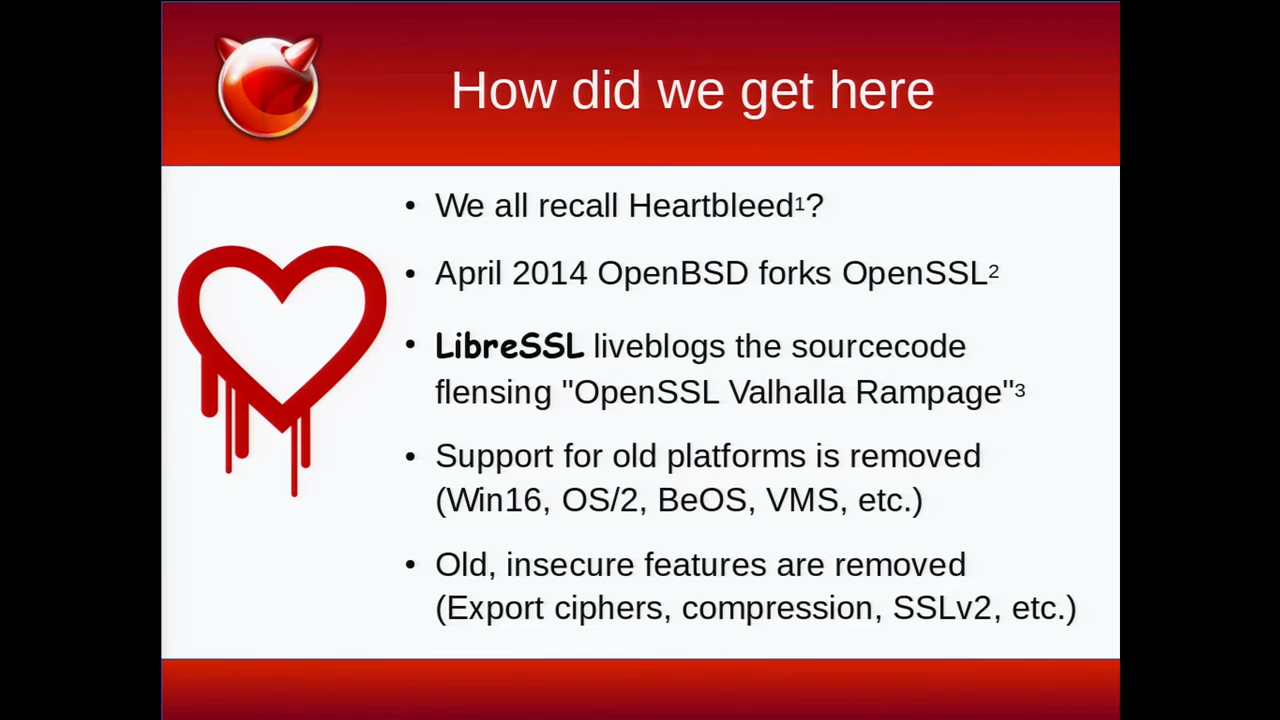 How did we get here
• We all recall Heartbleed¹?
• April 2014 OpenBSD forks OpenSSL²
• LibreSSL liveblogs the sourcecode
flensing "OpenSSL Valhalla Rampage"³
• Support for old platforms is removed
(Win16, OS/2, BeOS, VMS, etc.)
• Old, insecure features are removed
(Export ciphers, compression, SSLv2, etc.)